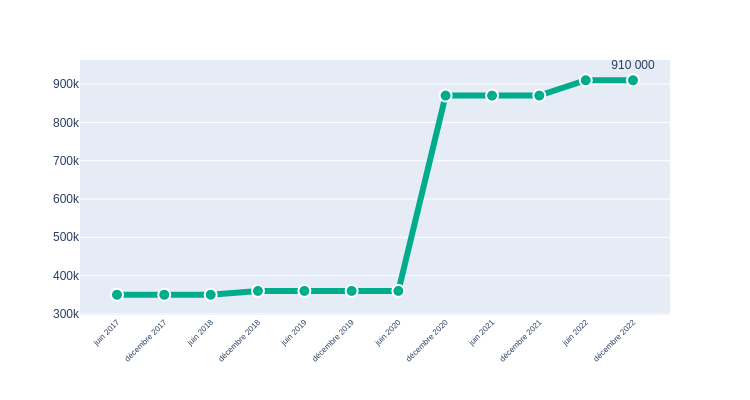 910 000
900k
800k
700k
600k
500k
400k
300k
juin 2017
décembre 2017
juin 2018
décembre 2018
juin 2019
décembre 2019
juin 2020
décembre 2020
juin 2021
décembre 2021
juin 2022
décembre 2022